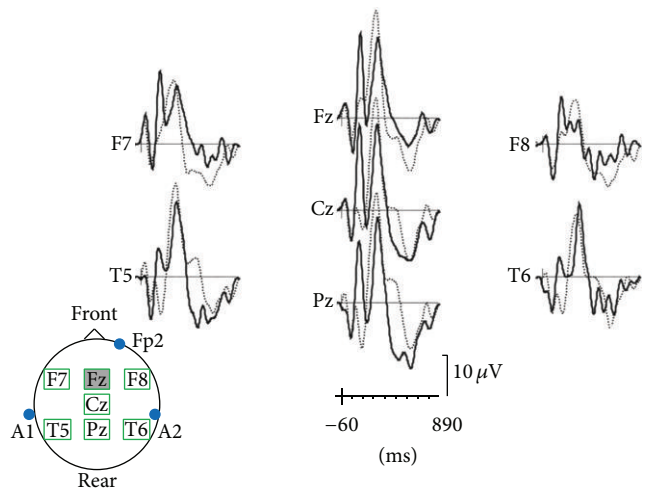 F7
Fz
F8
Cz
T5
Pz
T6
Front
Fp2
F7 Fz F8
Cz
A1 T5 Pz T6 A2
Rear
10 μV
−60 890
(ms)